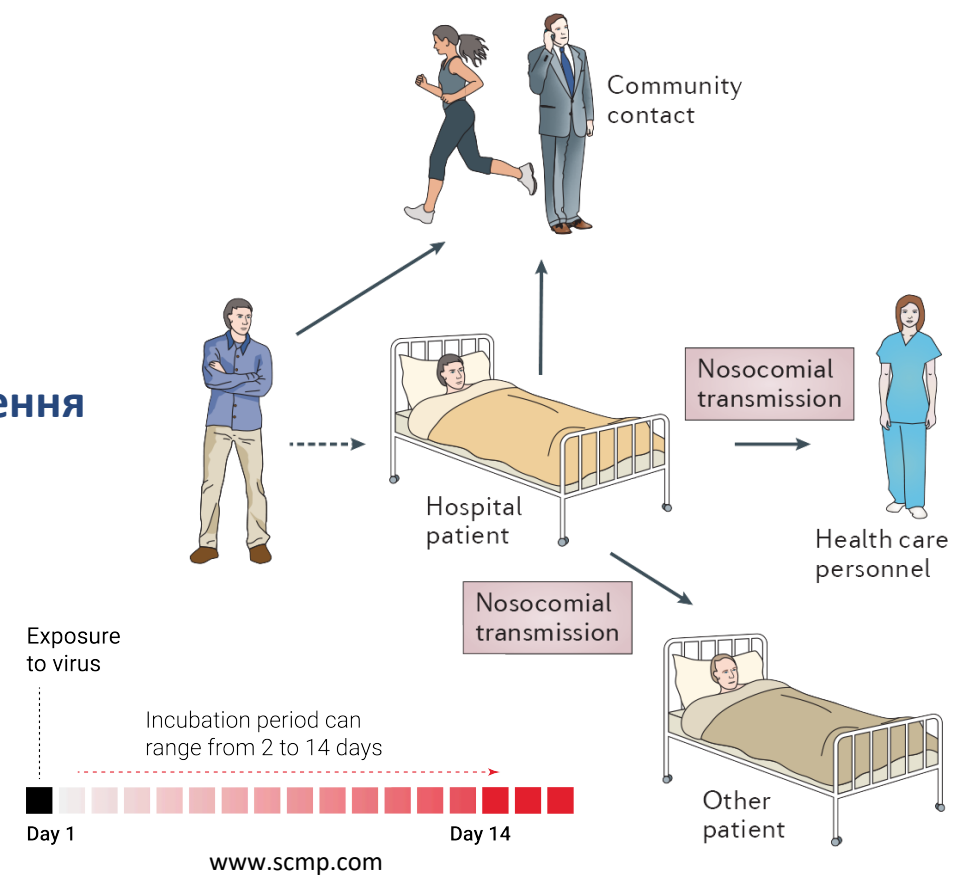 Community
contact
Nosocomial
transmission
ення
Hospital
patient
Health care
personnel
Nosocomial
transmission
Exposure
to virus
Incubation period can
range from 2 to 14 days
Other
patient
Day 1
Day 14
www.scmp.com